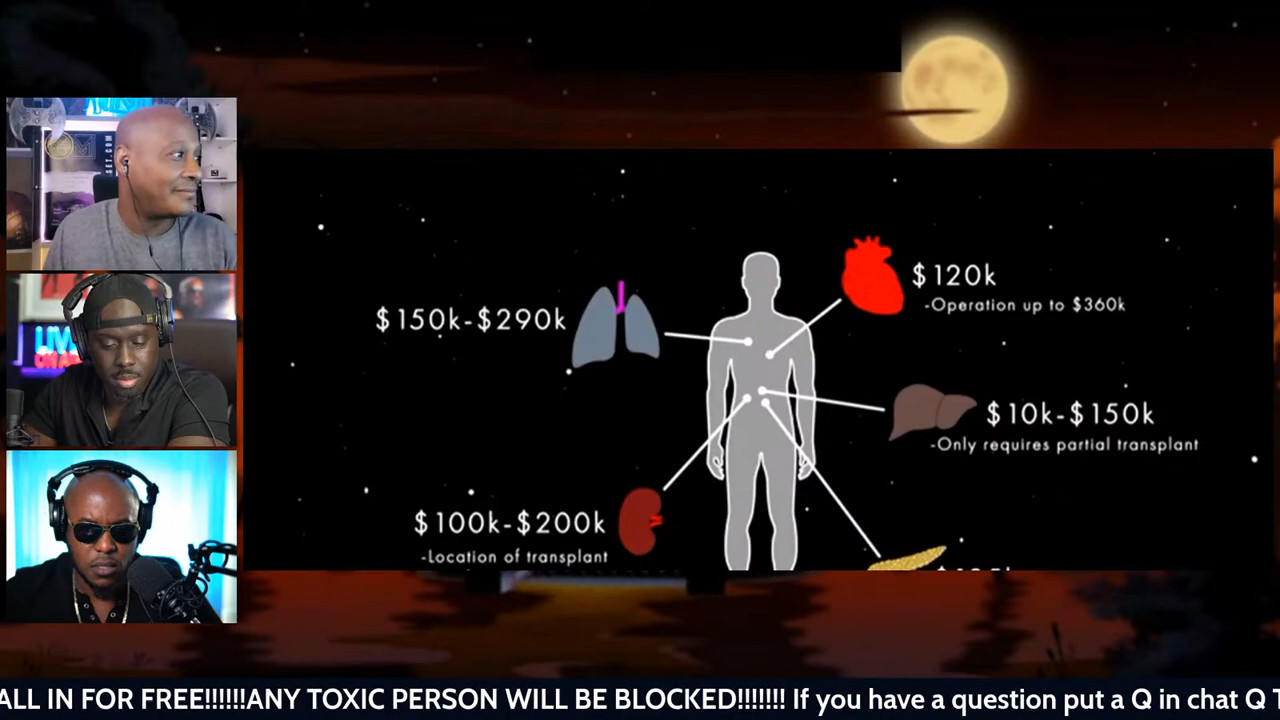 $120k
-Operation up to $360k
$150k-$290k
$10k-$150k
-Only requires partial transplant
$100k-$200k
-Location of transplant
LIV
ALL IN FOR FREE!!!!!!ANY TOXIC PERSON WILL BE BLOCKED!!!!!!! If you have a question put a Q in chat Q